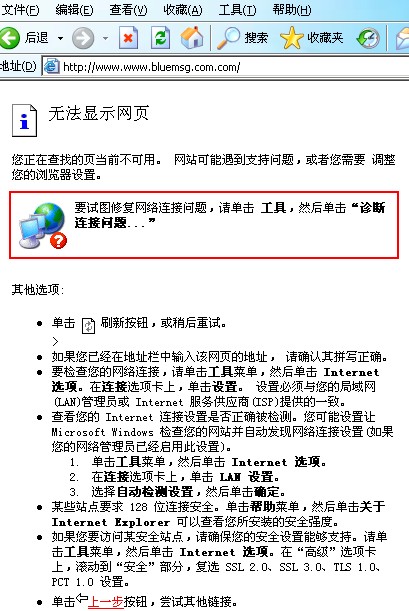 文件(F) 编辑(E) 查看(V) 收藏(A) 工具(T) 帮助(H)
后退 搜索 收藏夹
地址(D) http://www.www.bluemsg.com.com/
无法显示网页
您正在查找的页当前不可用。 网站可能遇到支持问题，或者您需要 调整
您的浏览器设置。
要试图修复网络连接问题，请单击 工具，然后单击“诊断
连接问题...”
其他选项:
单击 刷新按钮，或稍后重试。
>
如果您已经在地址栏中输入该网页的地址， 请确认其拼写正确。
要检查您的网络连接，请单击工具菜单，然后单击 Internet
选项。在连接选项卡上，单击设置。 设置必须与您的局域网
(LAN)管理员或 Internet 服务供应商(ISP)提供的一致。
查看您的 Internet 连接设置是否正确被检测。您可能设置让
Microsoft Windows 检查您的网站并自动发现网络连接设置(如果
您的网络管理员已经启用此设置)。
1. 单击工具菜单，然后单击 Internet 选项。
2. 在连接选项卡上，单击 LAN 设置。
3. 选择自动检测设置，然后单击确定。
某些站点要求 128 位连接安全。单击帮助菜单，然后单击关于
Internet Explorer 可以查看您所安装的安全强度。
如果您要访问某安全站点，请确保您的安全设置能够支持。请单
击工具菜单，然后单击 Internet 选项。在“高级”选项卡
上，滚动到“安全”部分，复选 SSL 2.0、SSL 3.0、TLS 1.0、
PCT 1.0 设置。
单击上一步按钮，尝试其他链接。